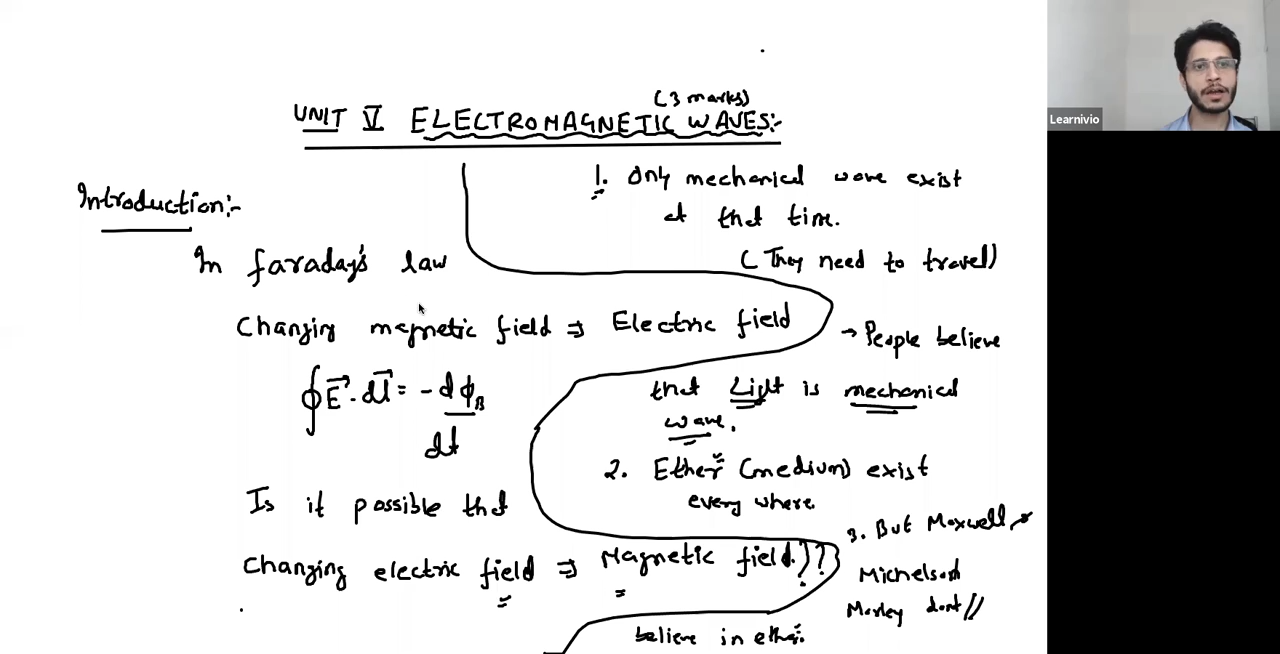 (3 marks)
UNIT V ELECTROMAGNETIC WAVES:-
Introduction:-
In faraday's law
Changing magnetic field ⇒ Electric field
∮E⃗·dl⃗ = -dϕ_B/dt
Is it possible that
Changing electric field ⇒ Magnetic field.??
1. Only mechanical wave exist
at that time.
(They need to travel)
→ People believe
that Light is mechanical
wave.
2. Ether (medium) exist
every where
3. But Maxwell
Michelson
Morley dont //
believe in ether.
Learnivio